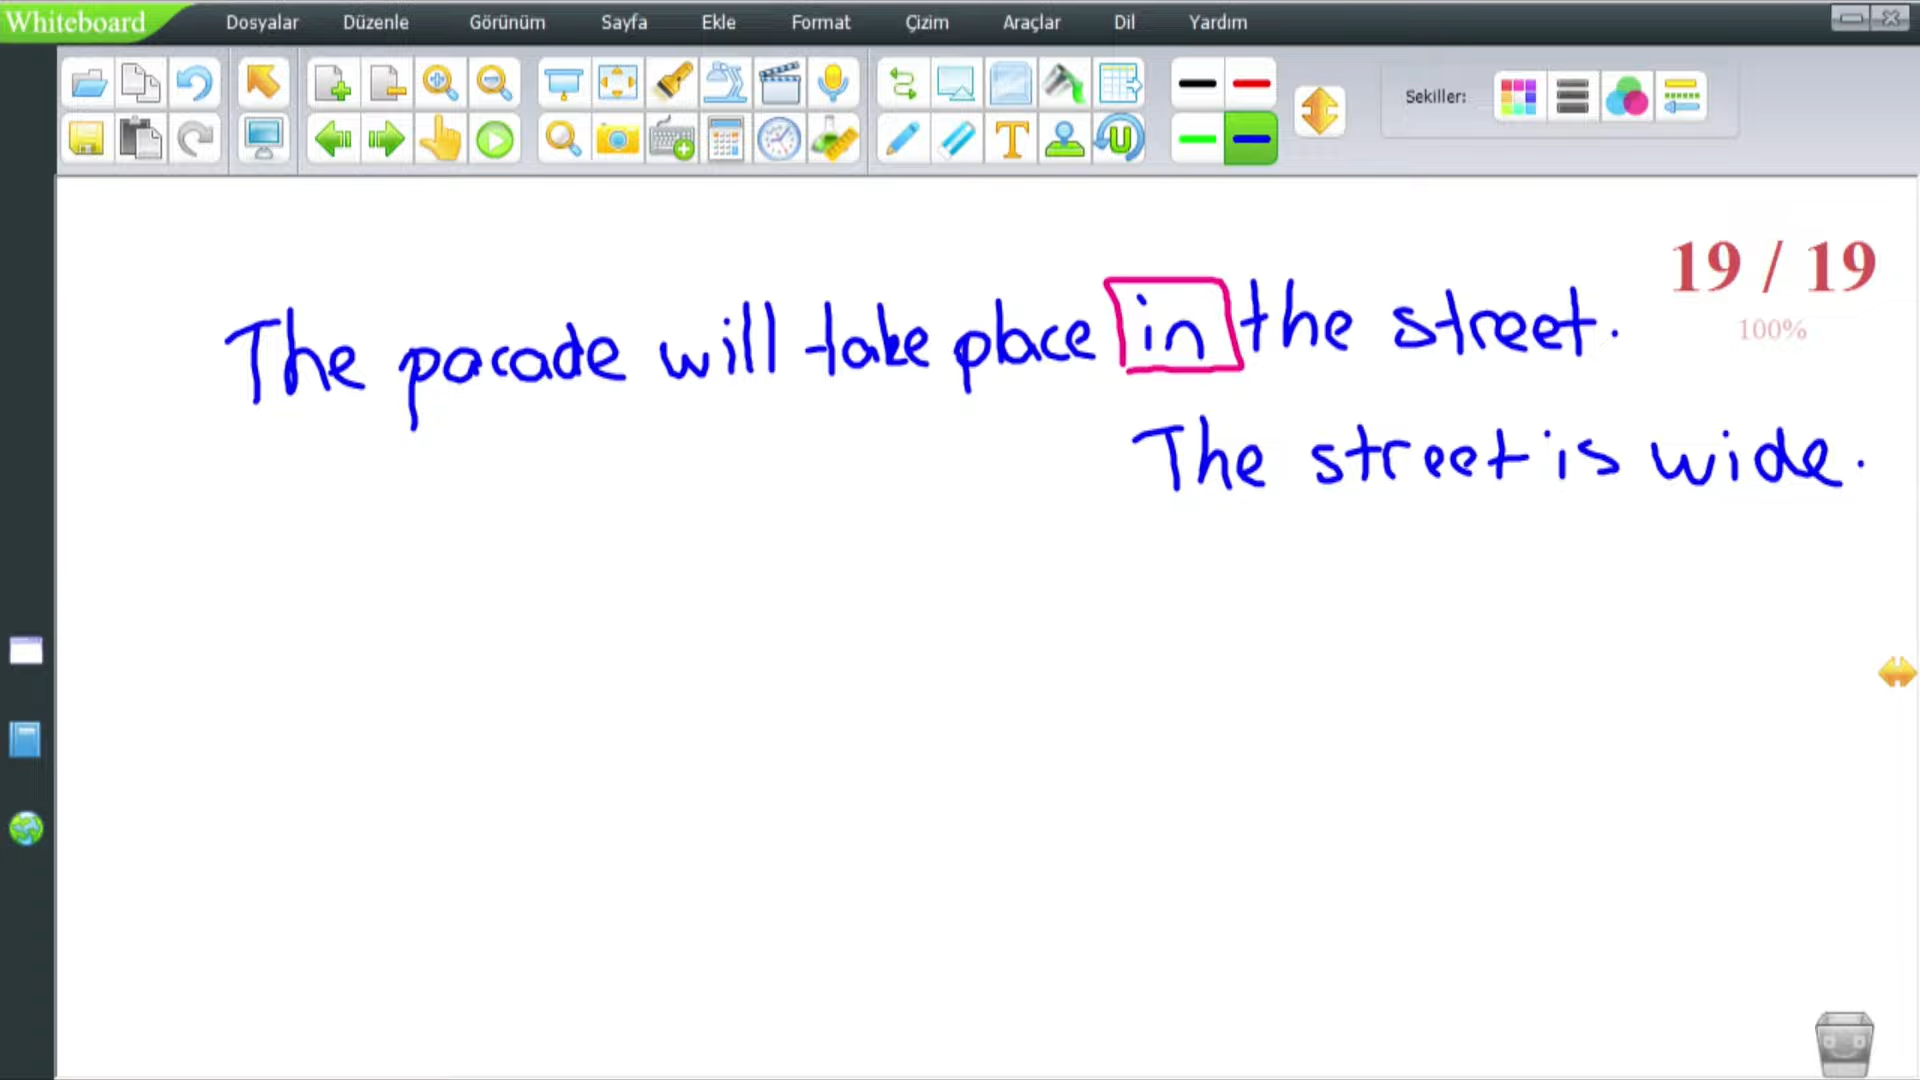 Whiteboard Dosyalar Düzenle Görünüm Sayfa Ekle Format Çizim Araçlar Dil Yardım
Sekiller:
19 / 19
100%
The parade will take place in the street.
The street is wide.